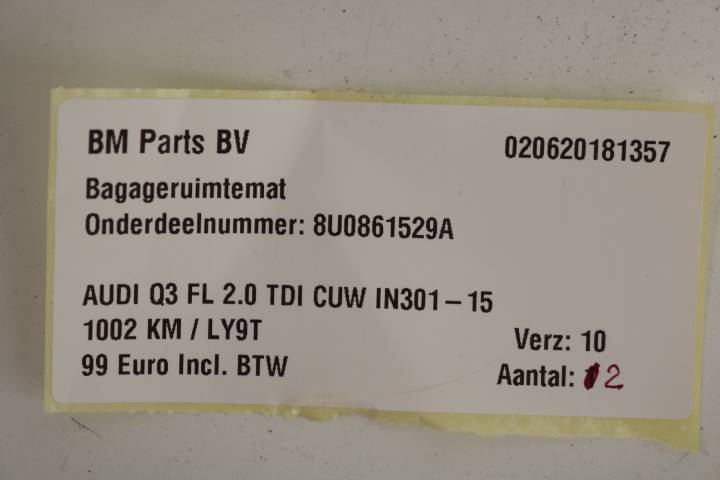 BM Parts BV 020620181357
Bagageruimtemat
Onderdeelnummer: 8U0861529A
AUDI Q3 FL 2.0 TDI CUW IN301-15
1002 KM / LY9T Verz: 10
99 Euro Incl. BTW Aantal: 2